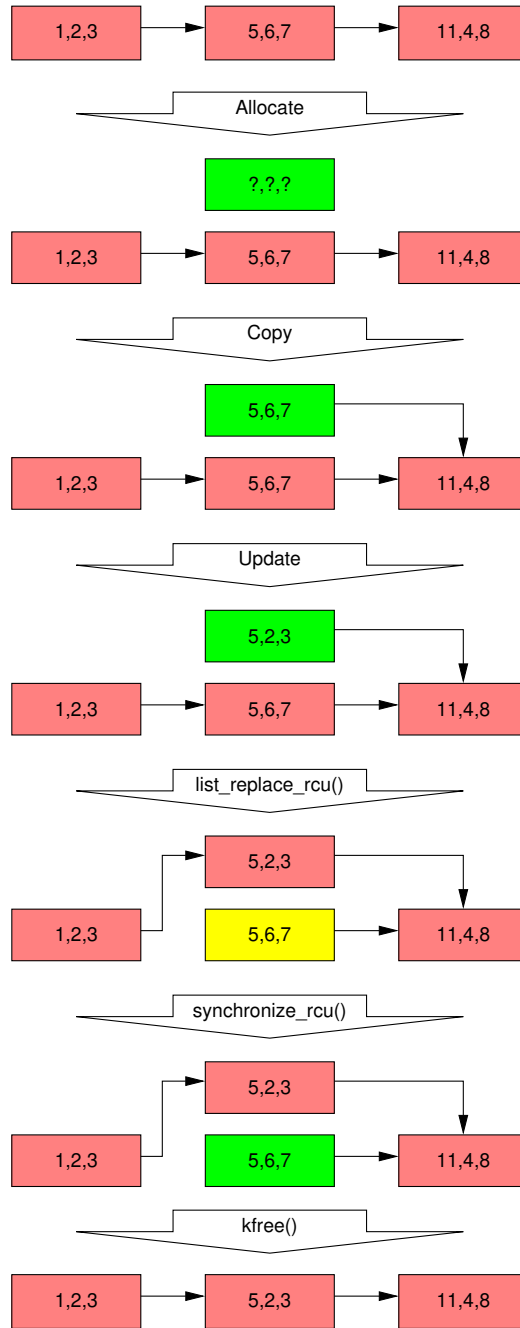 1,2,3 5,6,7 11,4,8
Allocate
?,?,?
1,2,3 5,6,7 11,4,8
Copy
5,6,7
1,2,3 5,6,7 11,4,8
Update
5,2,3
1,2,3 5,6,7 11,4,8
list_replace_rcu()
5,2,3
1,2,3 5,6,7 11,4,8
synchronize_rcu()
5,2,3
1,2,3 5,6,7 11,4,8
kfree()
1,2,3 5,2,3 11,4,8